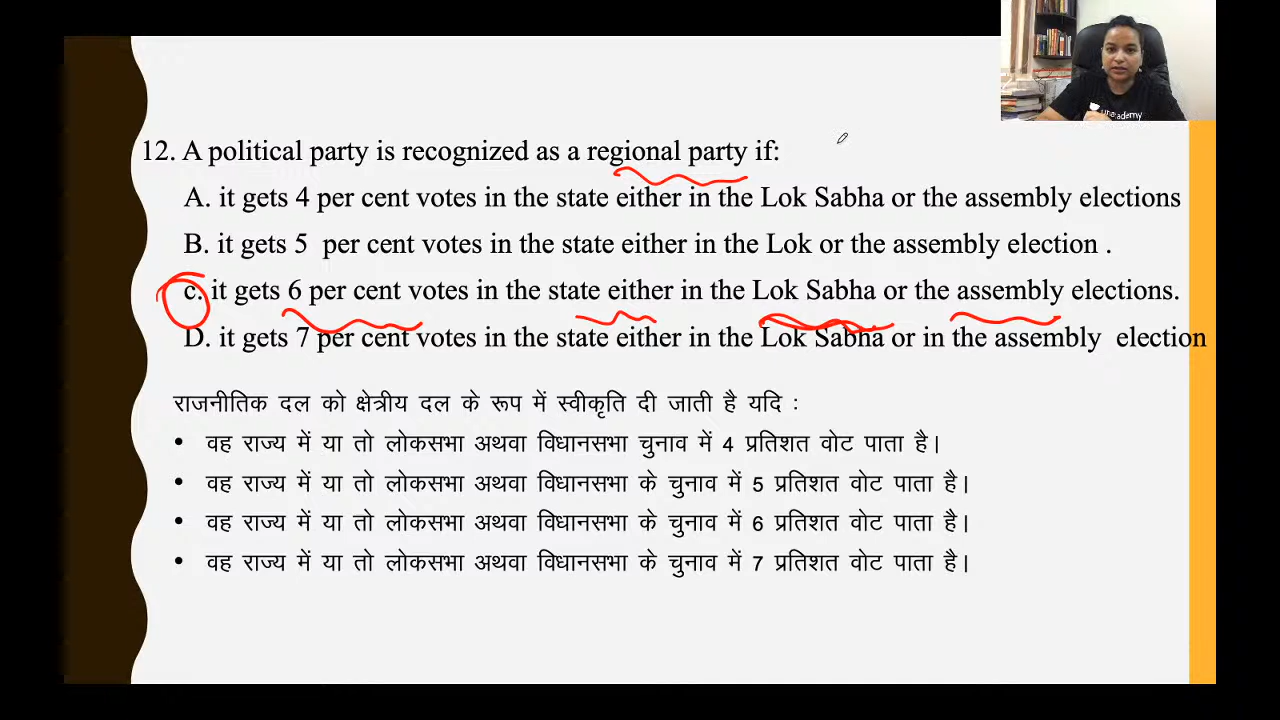 12. A political party is recognized as a regional party if:
A. it gets 4 per cent votes in the state either in the Lok Sabha or the assembly elections
B. it gets 5 per cent votes in the state either in the Lok or the assembly election .
c. it gets 6 per cent votes in the state either in the Lok Sabha or the assembly elections.
D. it gets 7 per cent votes in the state either in the Lok Sabha or in the assembly election
राजनीतिक दल को क्षेत्रीय दल के रूप में स्वीकृति दी जाती है यदि :
• वह राज्य में या तो लोकसभा अथवा विधानसभा चुनाव में 4 प्रतिशत वोट पाता है।
• वह राज्य में या तो लोकसभा अथवा विधानसभा के चुनाव में 5 प्रतिशत वोट पाता है।
• वह राज्य में या तो लोकसभा अथवा विधानसभा के चुनाव में 6 प्रतिशत वोट पाता है।
• वह राज्य में या तो लोकसभा अथवा विधानसभा के चुनाव में 7 प्रतिशत वोट पाता है।